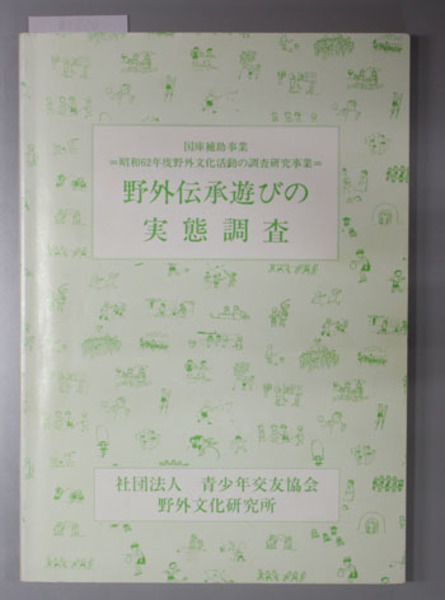 国庫補助事業
=昭和62年度野外文化活動の調査研究事業=
野外伝承遊びの
実態調査
社団法人 青少年交友協会
野外文化研究所